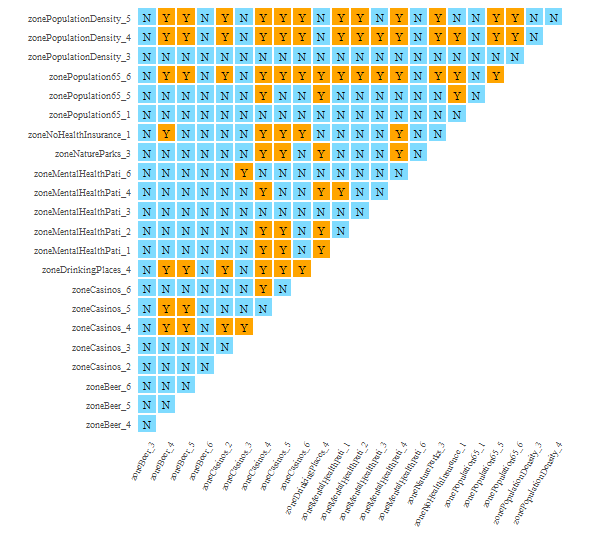 zonePopulationDensity_5 N Y Y N Y N Y Y Y N Y Y N Y N Y N N Y Y N N
zonePopulationDensity_4 N Y Y N Y N Y Y Y N Y Y Y Y N Y Y N Y Y N
zonePopulationDensity_3 N N N N N N N N N N N N N N N N N N N N
zonePopulation65_6 N Y Y N Y N Y Y Y Y Y Y Y Y N Y Y N Y
zonePopulation65_5 N N N N N N Y N N Y N N N N N N Y N
zonePopulation65_1 N N N N N N N N N N N N N N N N N
zoneNoHealthInsurance_1 N Y N N N N Y Y Y N N N N Y N N
zoneNatureParks_3 N N N N N N Y Y N Y N N N Y N
zoneMentalHealthPati_6 N N N N N Y N N N N N N N N
zoneMentalHealthPati_4 N N N N N N Y N N Y Y N N
zoneMentalHealthPati_3 N N N N N N N N N N N N
zoneMentalHealthPati_2 N N N N N N Y Y N Y N
zoneMentalHealthPati_1 N N N N N N Y Y N Y
zoneDrinkingPlaces_4 N Y Y N Y N Y Y Y
zoneCasinos_6 N N N N N N Y N
zoneCasinos_5 N Y Y N N N N
zoneCasinos_4 N Y Y N Y Y
zoneCasinos_3 N N N N N
zoneCasinos_2 N N N N
zoneBeer_6 N N N
zoneBeer_5 N N
zoneBeer_4 N
zoneBeer_3
zoneBeer_4
zoneBeer_5
zoneBeer_6
zoneCasinos_2
zoneCasinos_3
zoneCasinos_4
zoneCasinos_5
zoneCasinos_6
zoneDrinkingPlaces_4
zoneMentalHealthPati_1
zoneMentalHealthPati_2
zoneMentalHealthPati_3
zoneMentalHealthPati_4
zoneMentalHealthPati_6
zoneNatureParks_3
zoneNoHealthInsurance_1
zonePopulation65_1
zonePopulation65_5
zonePopulation65_6
zonePopulationDensity_3
zonePopulationDensity_4